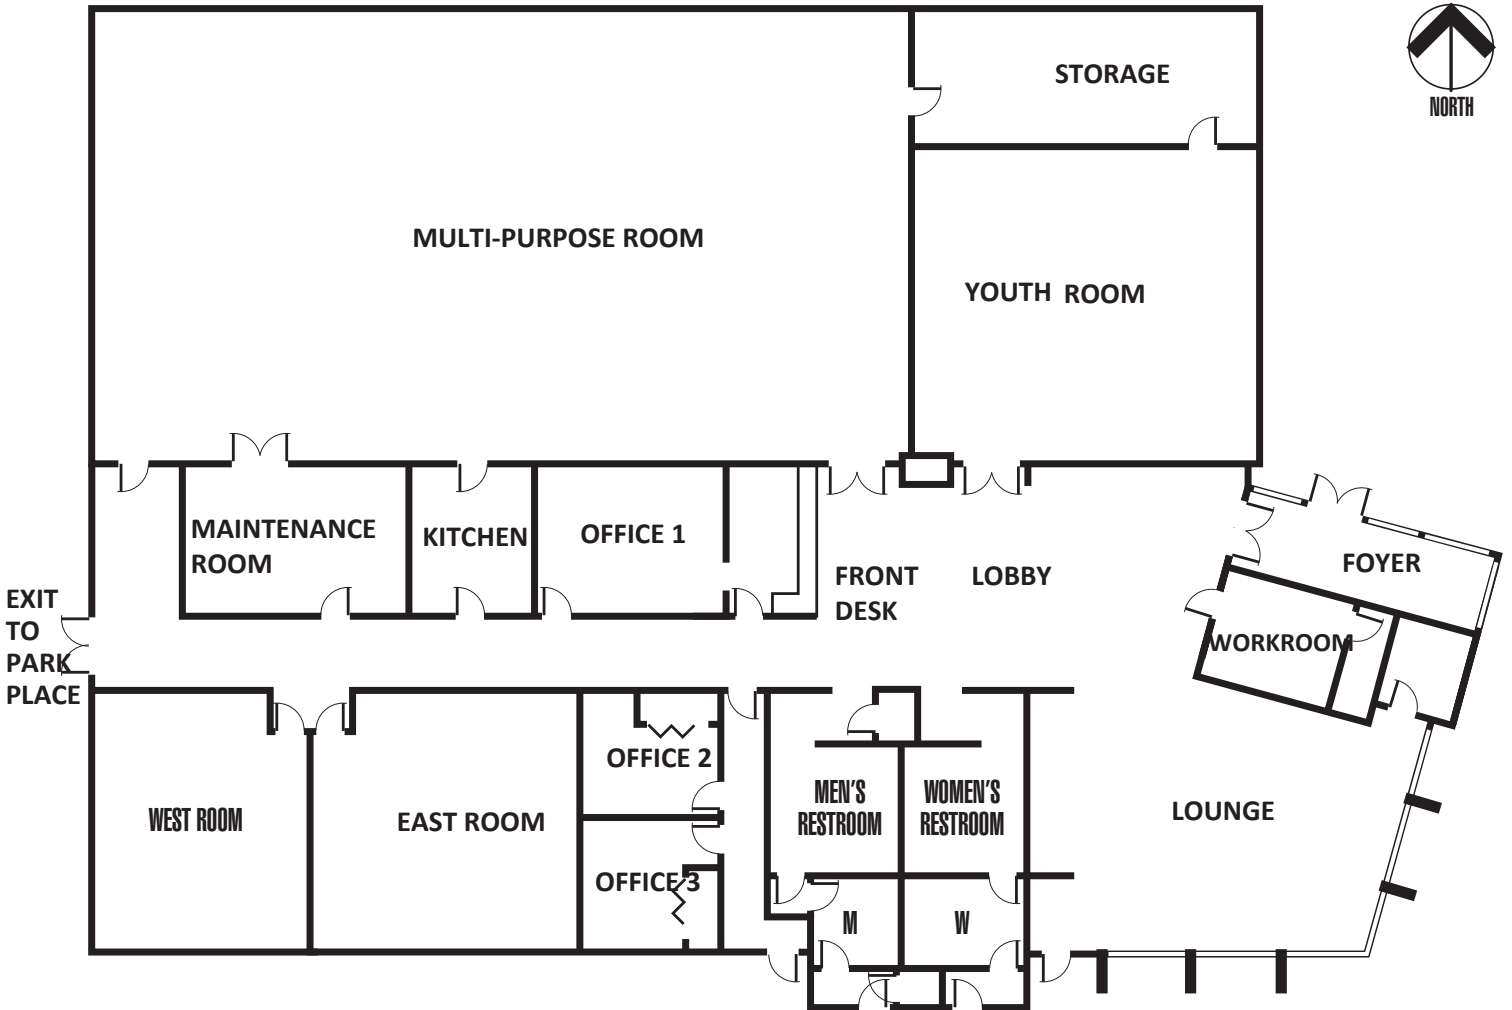 STORAGE
NORTH
MULTI-PURPOSE ROOM
YOUTH ROOM
MAINTENANCE
ROOM
KITCHEN
OFFICE 1
FRONT
DESK
LOBBY
FOYER
EXIT
TO
PARK
PLACE
WORKROOM
OFFICE 2
WEST ROOM
EAST ROOM
MEN'S
RESTROOM
WOMEN'S
RESTROOM
LOUNGE
OFFICE 3
M
W